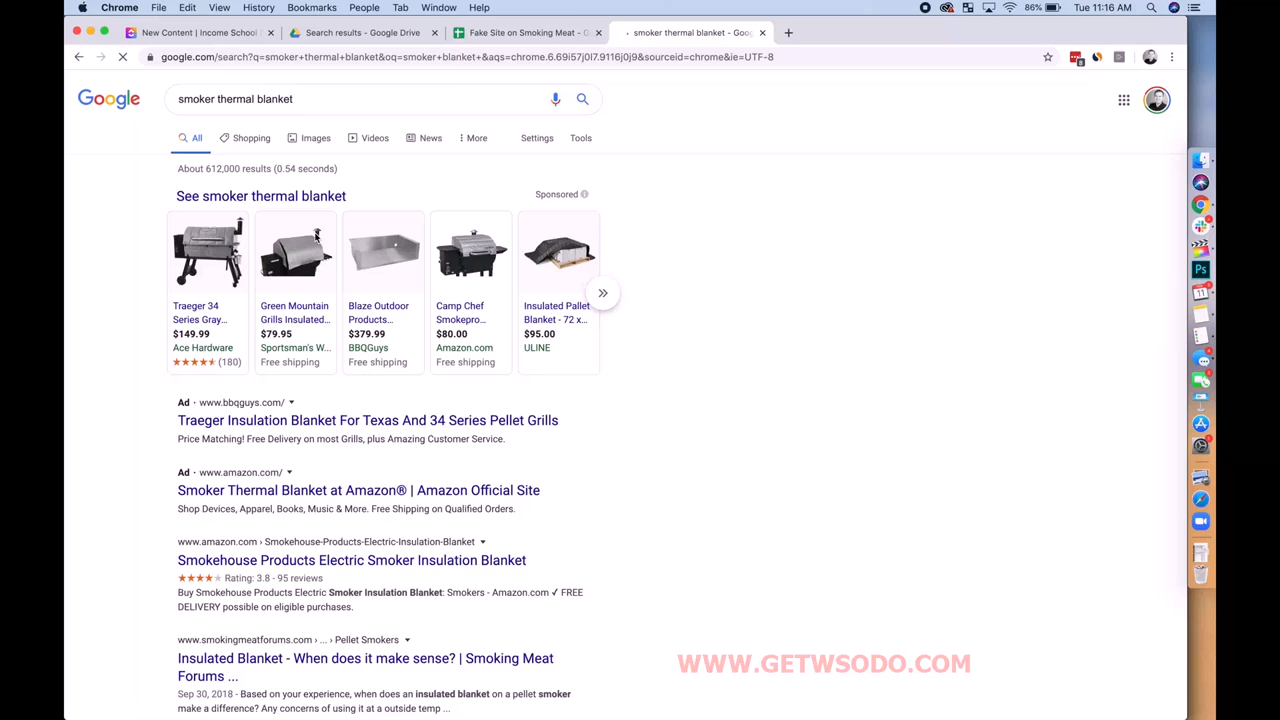 Chrome File Edit View History Bookmarks People Tab Window Help 86% Tue 11:16 AM
New Content | Income School Search results - Google Drive Fake Site on Smoking Meat - G smoker thermal blanket - Goog
google.com/search?q=smoker+thermal+blanket&oq=smoker+blanket+&aqs=chrome.6.69i57j0l7.9116j0j9&sourceid=chrome&ie=UTF-8
Google smoker thermal blanket
All Shopping Images Videos News More Settings Tools
About 612,000 results (0.54 seconds)
See smoker thermal blanket Sponsored
Traeger 34 Green Mountain Blaze Outdoor Camp Chef Insulated Pallet
Series Gray... Grills Insulated... Products... Smokepro... Blanket - 72 x...
$149.99 $79.95 $379.99 $80.00 $95.00
Ace Hardware Sportsman's W... BBQGuys Amazon.com ULINE
(180) Free shipping Free shipping Free shipping
Ad · www.bbqguys.com/
Traeger Insulation Blanket For Texas And 34 Series Pellet Grills
Price Matching! Free Delivery on most Grills, plus Amazing Customer Service.
Ad · www.amazon.com/
Smoker Thermal Blanket at Amazon® | Amazon Official Site
Shop Devices, Apparel, Books, Music & More. Free Shipping on Qualified Orders.
www.amazon.com › Smokehouse-Products-Electric-Insulation-Blanket
Smokehouse Products Electric Smoker Insulation Blanket
Rating: 3.8 - 95 reviews
Buy Smokehouse Products Electric Smoker Insulation Blanket: Smokers - Amazon.com ✓ FREE
DELIVERY possible on eligible purchases.
www.smokingmeatforums.com › ... › Pellet Smokers
Insulated Blanket - When does it make sense? | Smoking Meat
Forums ...
Sep 30, 2018 - Based on your experience, when does an insulated blanket on a pellet smoker
make a difference? Any concerns of using it at a outside temp ...
WWW.GETWSODO.COM